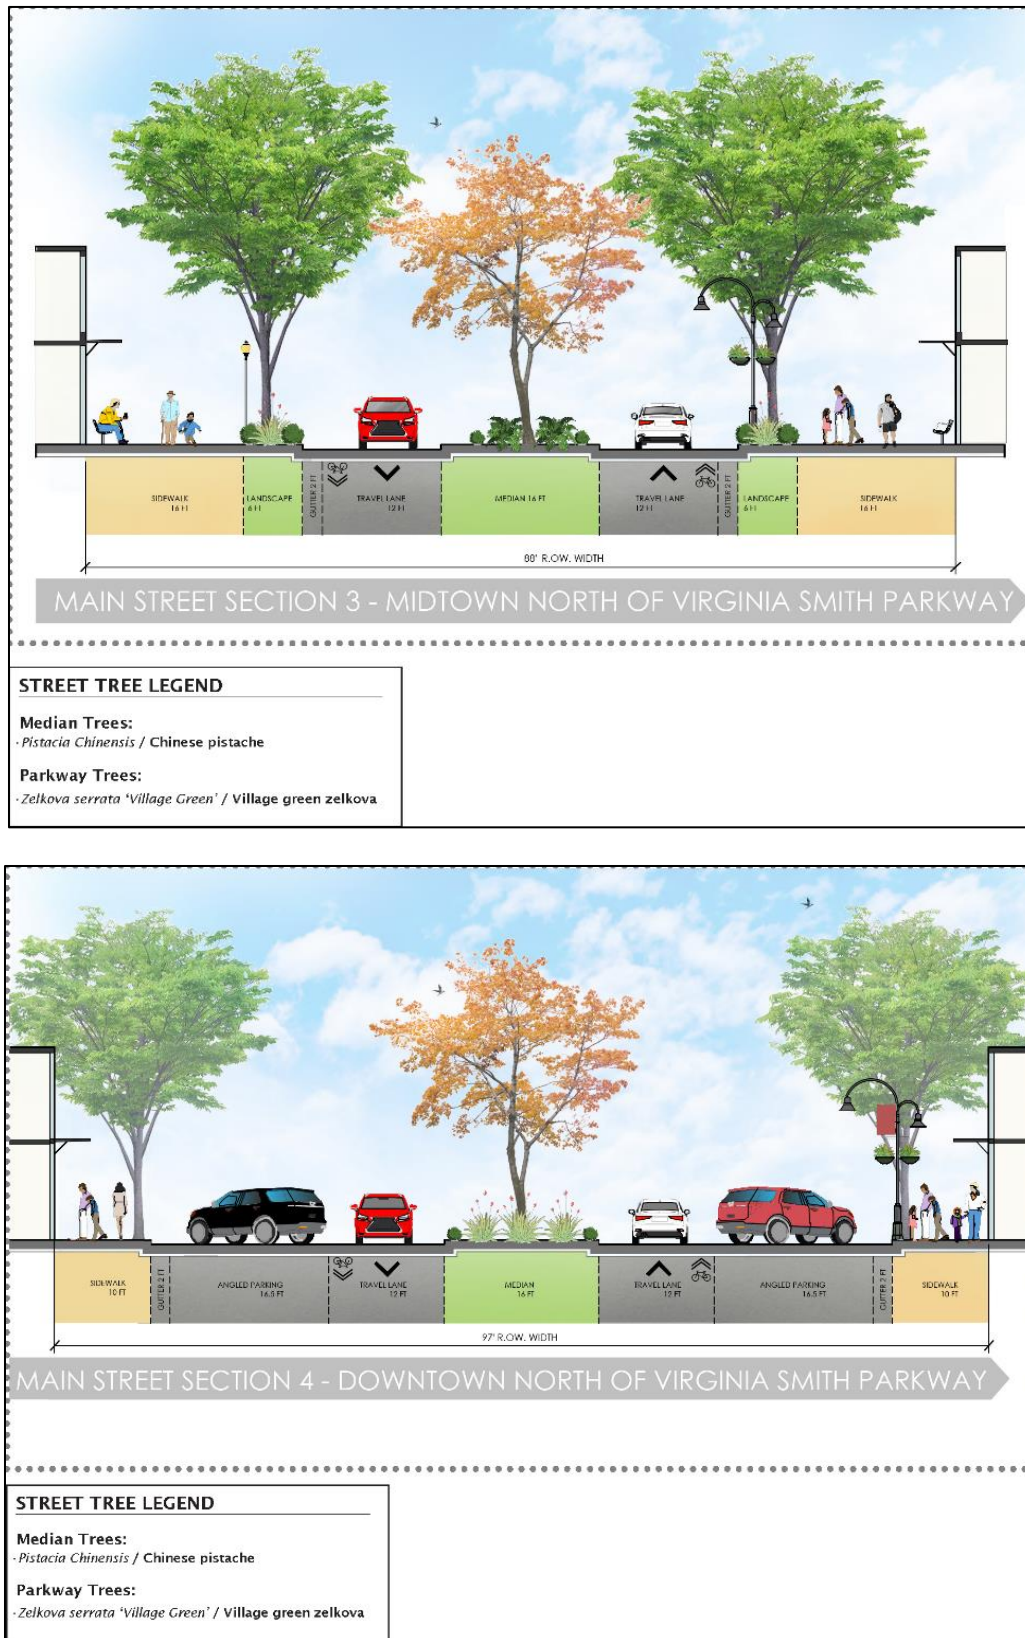 SIDEWALK
16 FT
LANDSCAPE
6 FT
GUTTER 2 FT
TRAVEL LANE
12 FT
MEDIAN 16 FT
TRAVEL LANE
12 FT
GUTTER 2 FT
LANDSCAPE
6 FT
SIDEWALK
16 FT
88' R.OW. WIDTH
MAIN STREET SECTION 3 - MIDTOWN NORTH OF VIRGINIA SMITH PARKWAY
STREET TREE LEGEND
Median Trees:
· Pistacia Chinensis / Chinese pistache
Parkway Trees:
· Zelkova serrata ‘Village Green’ / Village green zelkova
SIDEWALK
10 FT
GUTTER 2 FT
ANGLED PARKING
16.5 FT
TRAVEL LANE
12 FT
MEDIAN
16 FT
TRAVEL LANE
12 FT
ANGLED PARKING
16.5 FT
GUTTER 2 FT
SIDEWALK
10 FT
97' R.OW. WIDTH
MAIN STREET SECTION 4 - DOWNTOWN NORTH OF VIRGINIA SMITH PARKWAY
STREET TREE LEGEND
Median Trees:
· Pistacia Chinensis / Chinese pistache
Parkway Trees:
· Zelkova serrata ‘Village Green’ / Village green zelkova